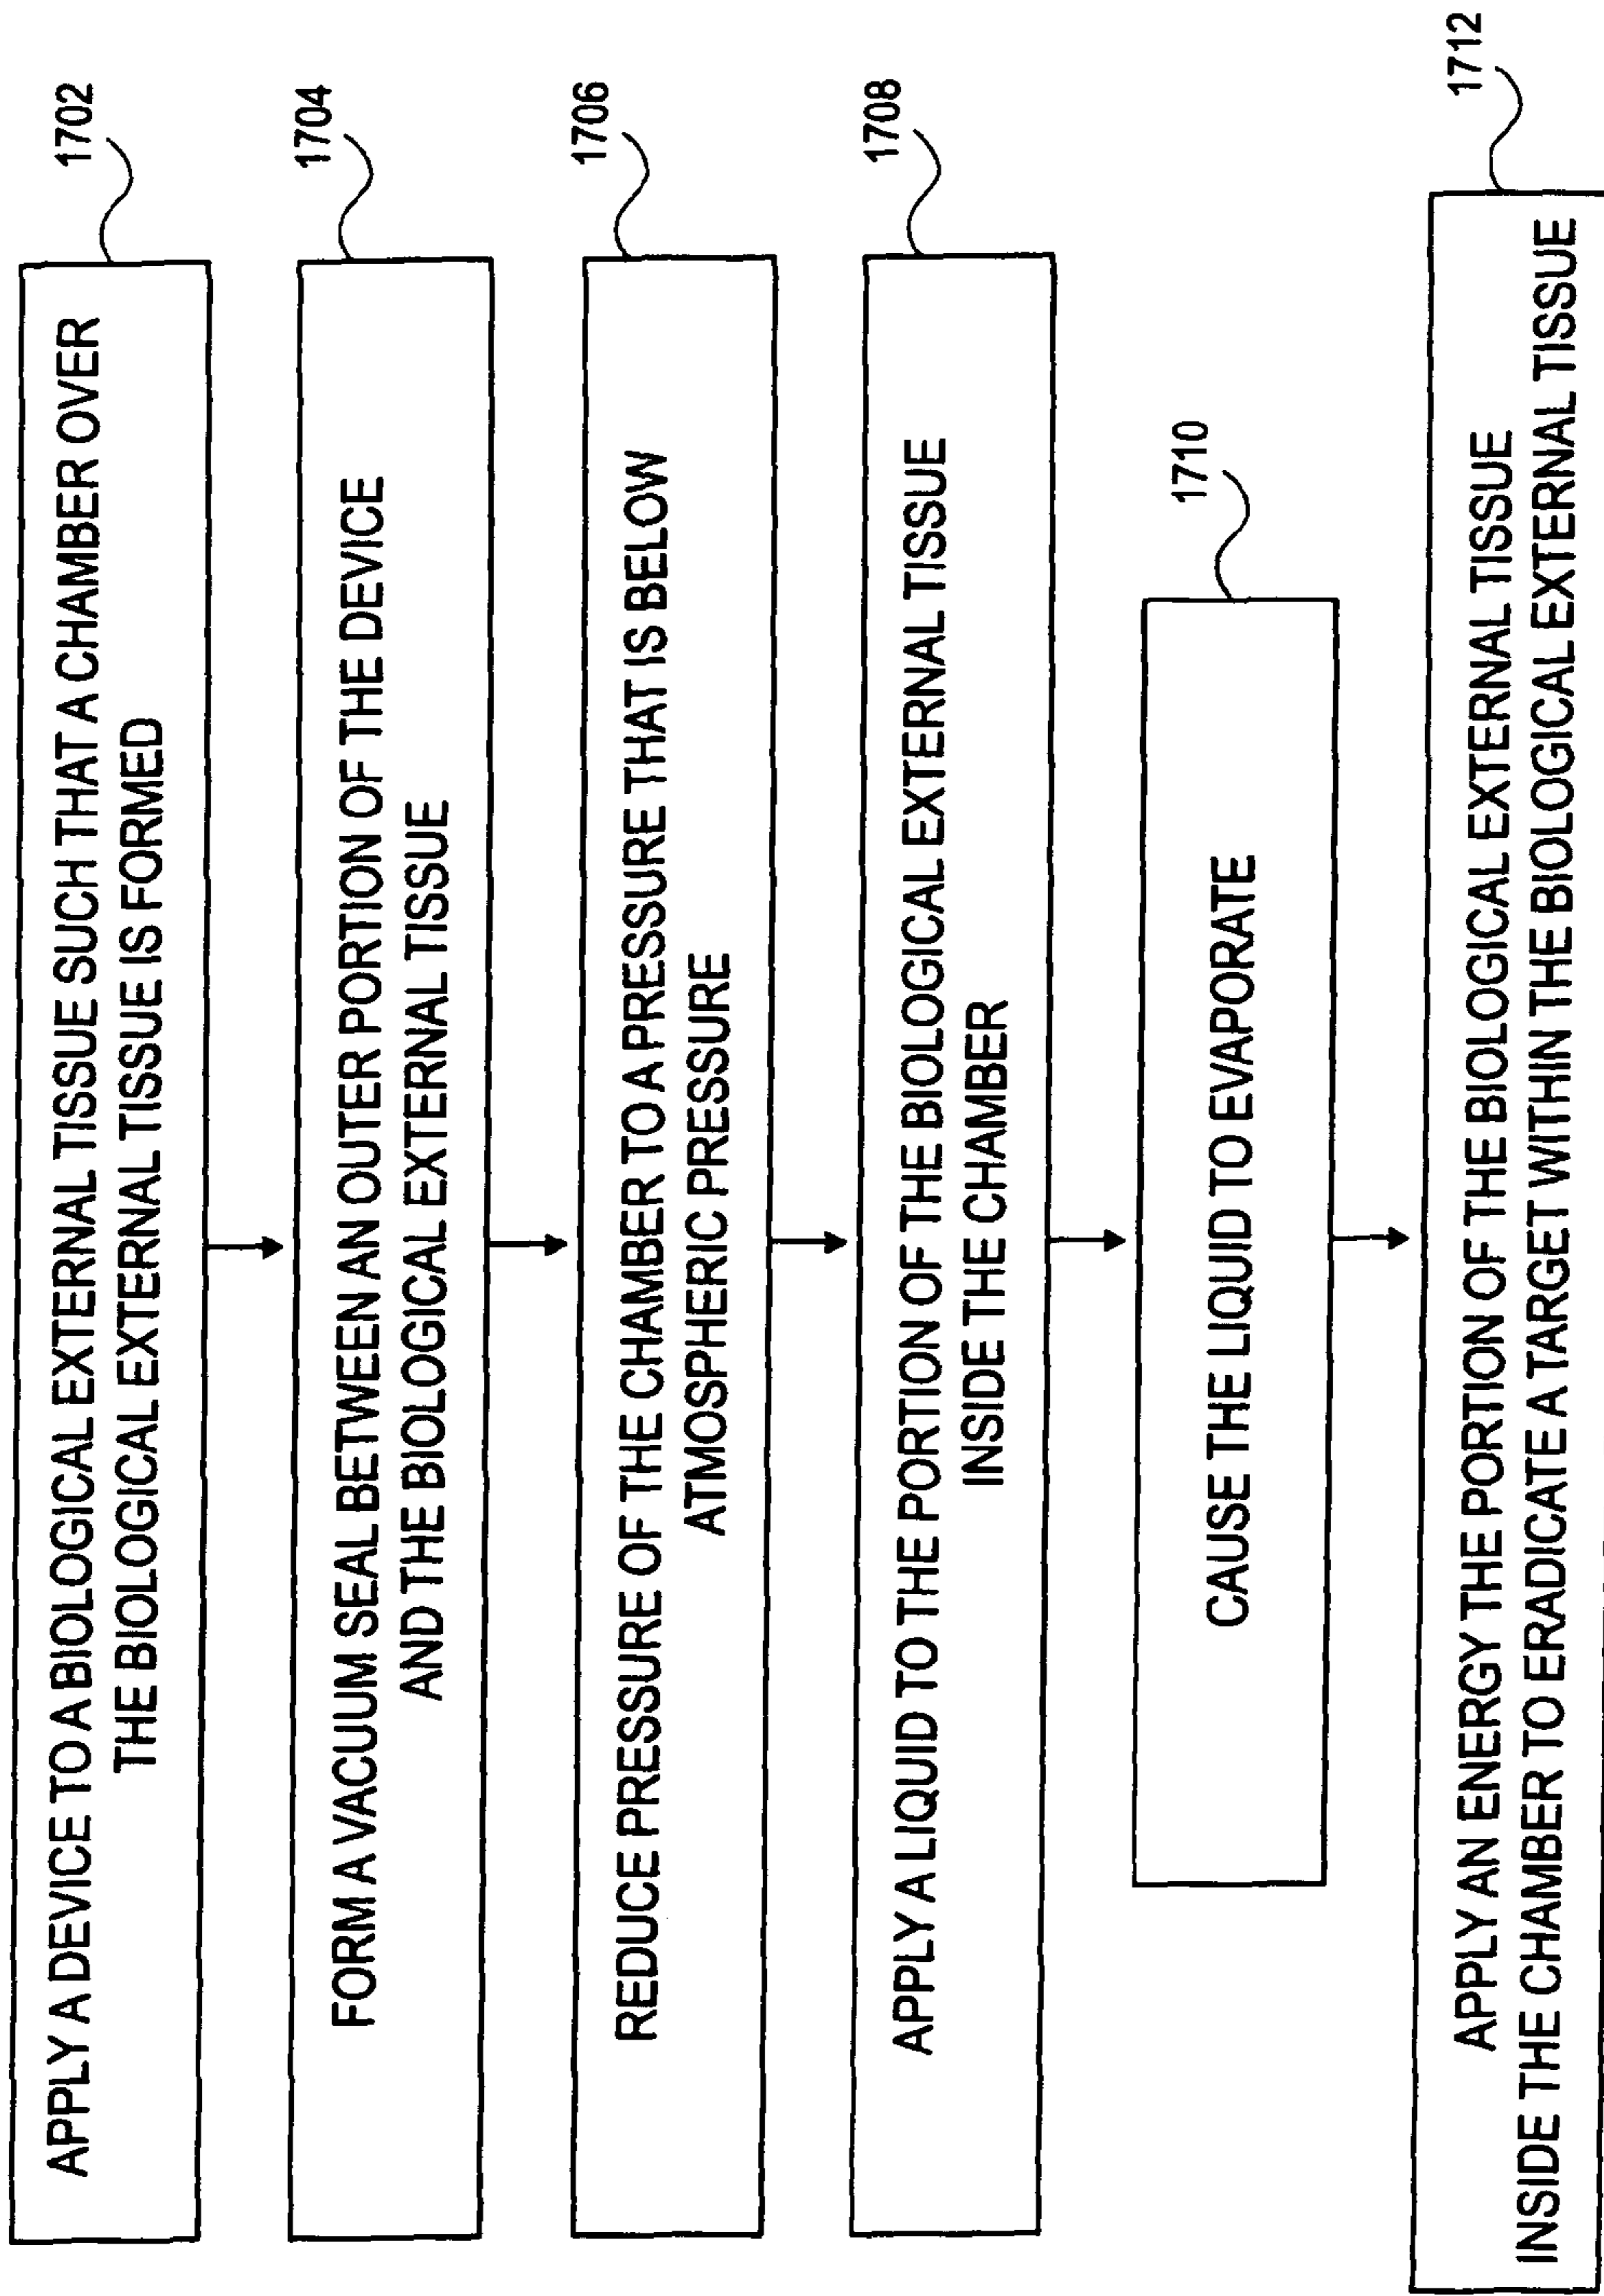 1702
APPLY A DEVICE TO A BIOLOGICAL EXTERNAL TISSUE SUCH THAT A CHAMBER OVER
THE BIOLOGICAL EXTERNAL TISSUE IS FORMED
1704
FORM A VACUUM SEAL BETWEEN AN OUTER PORTION OF THE DEVICE
AND THE BIOLOGICAL EXTERNAL TISSUE
1706
REDUCE PRESSURE OF THE CHAMBER TO A PRESSURE THAT IS BELOW
ATMOSPHERIC PRESSURE
1708
APPLY A LIQUID TO THE PORTION OF THE BIOLOGICAL EXTERNAL TISSUE
INSIDE THE CHAMBER
1710
CAUSE THE LIQUID TO EVAPORATE
1712
APPLY AN ENERGY THE PORTION OF THE BIOLOGICAL EXTERNAL TISSUE
INSIDE THE CHAMBER TO ERADICATE A TARGET WITHIN THE BIOLOGICAL EXTERNAL TISSUE